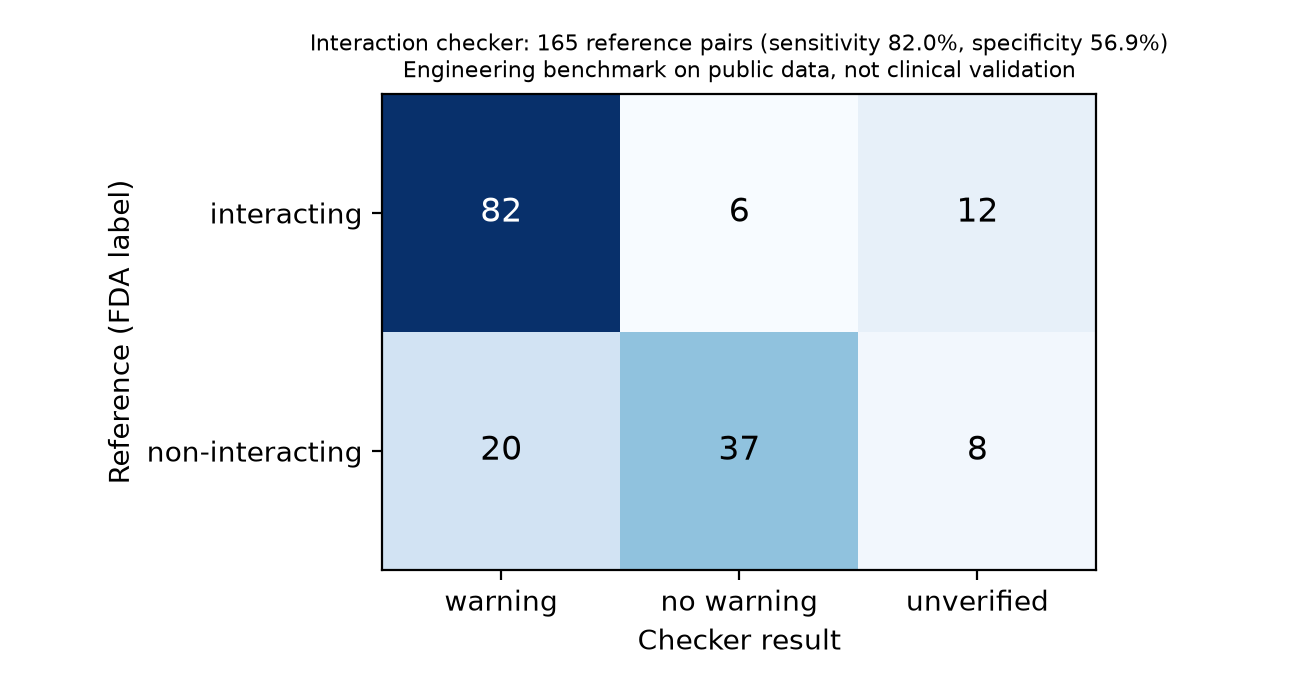 Interaction checker: 165 reference pairs (sensitivity 82.0%, specificity 56.9%)
Engineering benchmark on public data, not clinical validation
Reference (FDA label)
interacting
82
6
12
non-interacting
20
37
8
warning
no warning
unverified
Checker result